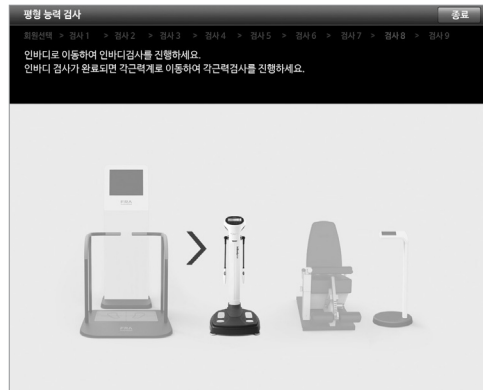 평형 능력 검사
종료
회원선택 > 검사 1 > 검사 2 > 검사 3 > 검사 4 > 검사 5 > 검사 6 > 검사 7 > 검사 8 > 검사 9
인바디로 이동하여 인바디검사를 진행하세요.
인바디 검사가 완료되면 각근력계로 이동하여 각근력검사를 진행하세요.